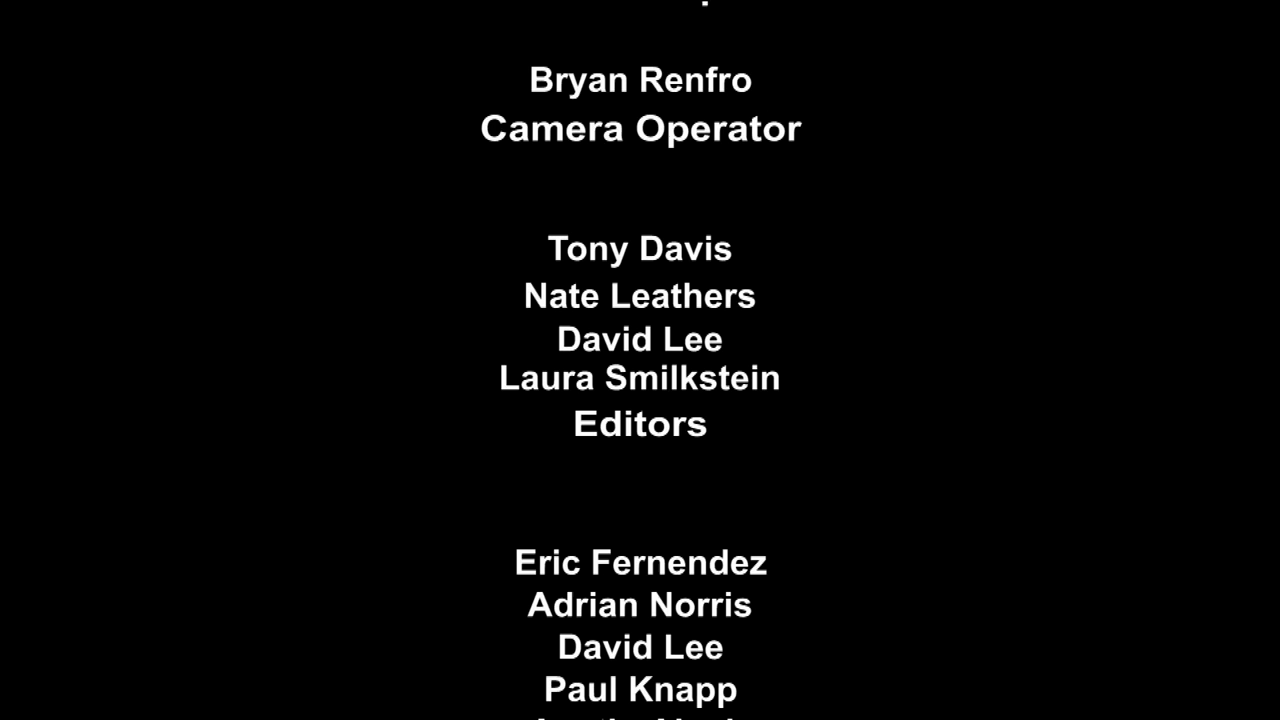 Bryan Renfro
Camera Operator
Tony Davis
Nate Leathers
David Lee
Laura Smilkstein
Editors
Eric Fernendez
Adrian Norris
David Lee
Paul Knapp